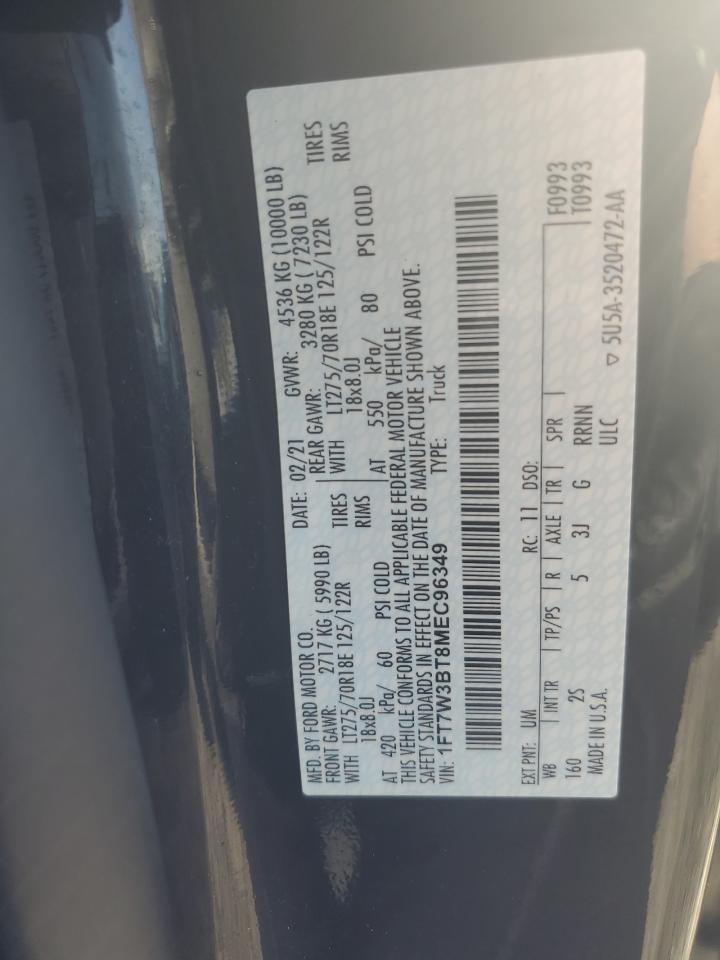 MFD. BY FORD MOTOR CO.
DATE: 02/21 GVWR: 4536 KG (10000 LB)
FRONT GAWR: 2717 KG ( 5990 LB) REAR GAWR: 3280 KG ( 7230 LB)
WITH LT275/70R18E 125/122R TIRES WITH LT275/70R18E 125/122R TIRES
18x8.0J RIMS 18x8.0J RIMS
AT 420 kPa/ 60 PSI COLD AT 550 kPa/ 80 PSI COLD
THIS VEHICLE CONFORMS TO ALL APPLICABLE FEDERAL MOTOR VEHICLE
SAFETY STANDARDS IN EFFECT ON THE DATE OF MANUFACTURE SHOWN ABOVE.
VIN: 1FT7W3BT8MEC96349 TYPE: Truck
EXT PNT: UM RC: 11 DSO: F0993
WB INT TR TP/PS R AXLE TR SPR T0993
160 2S 5 3J G RRNN
MADE IN U.S.A. ULC ▽ 5U5A-3520472-AA